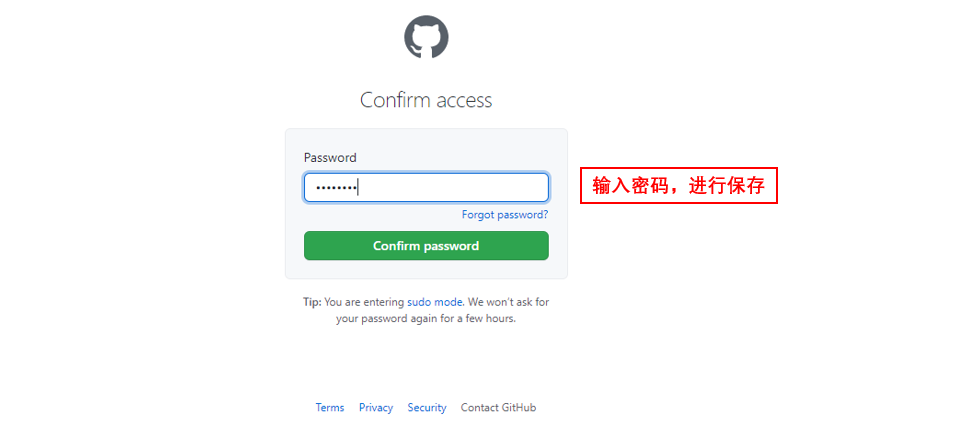 Confirm access
Password
••••••••
输入密码，进行保存
Forgot password?
Confirm password
Tip: You are entering sudo mode. We won't ask for
your password again for a few hours.
Terms Privacy Security Contact GitHub